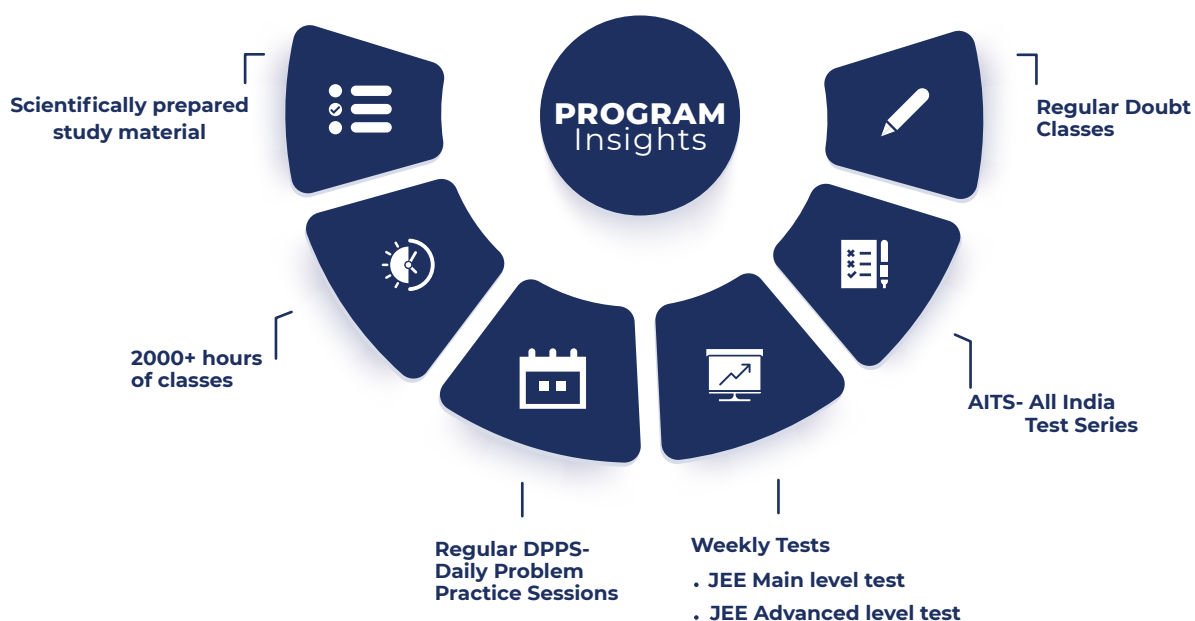 PROGRAM
Insights
Scientifically prepared
study material
2000+ hours
of classes
Regular DPPS-
Daily Problem
Practice Sessions
Weekly Tests
. JEE Main level test
. JEE Advanced level test
AITS- All India
Test Series
Regular Doubt
Classes